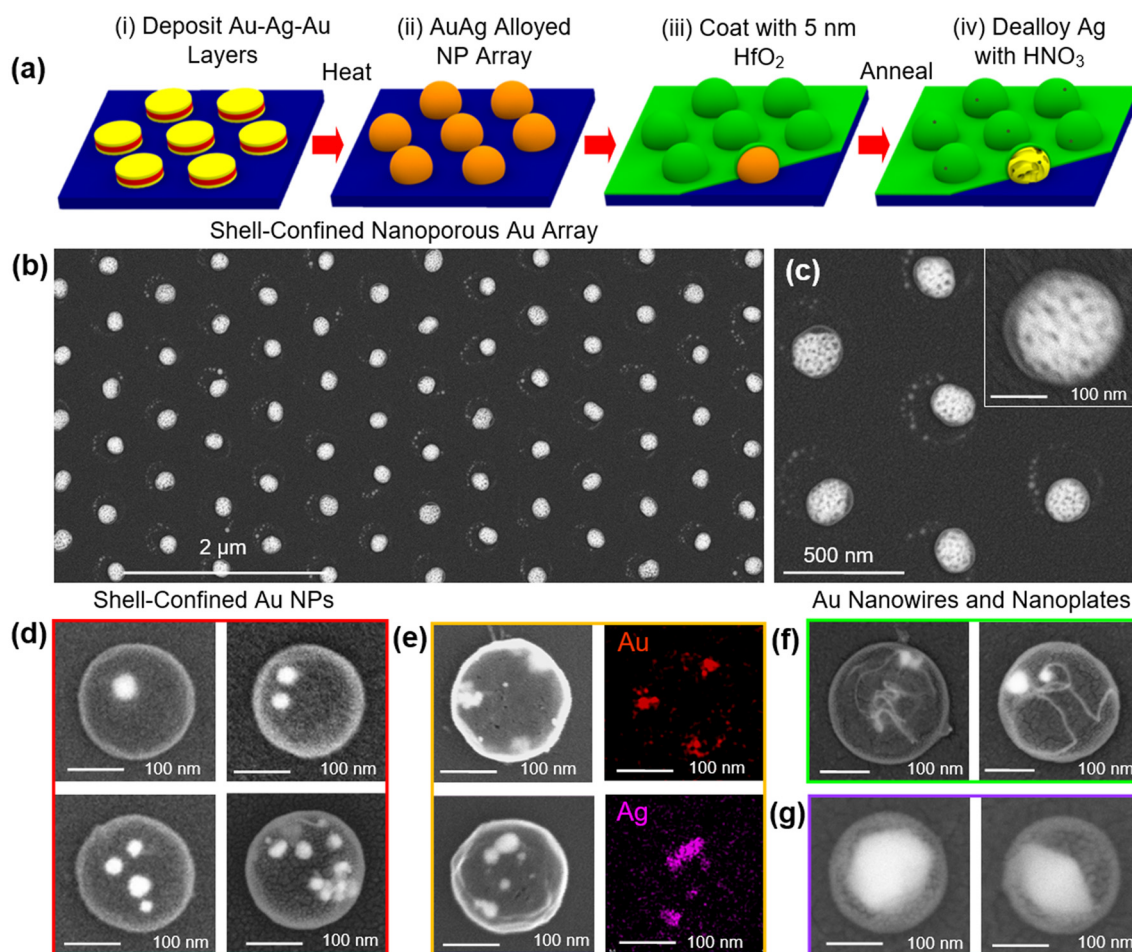 (a)
(i) Deposit Au-Ag-Au
Layers
Heat
(ii) AuAg Alloyed
NP Array
(iii) Coat with 5 nm
HfO₂
Anneal
(iv) Dealloy Ag
with HNO₃
Shell-Confined Nanoporous Au Array
(b)
2 µm
(c)
500 nm
100 nm
Shell-Confined Au NPs
(d)
100 nm
100 nm
100 nm
100 nm
(e)
100 nm
Au
100 nm
100 nm
Ag
100 nm
Au Nanowires and Nanoplates
(f)
100 nm
100 nm
(g)
100 nm
100 nm